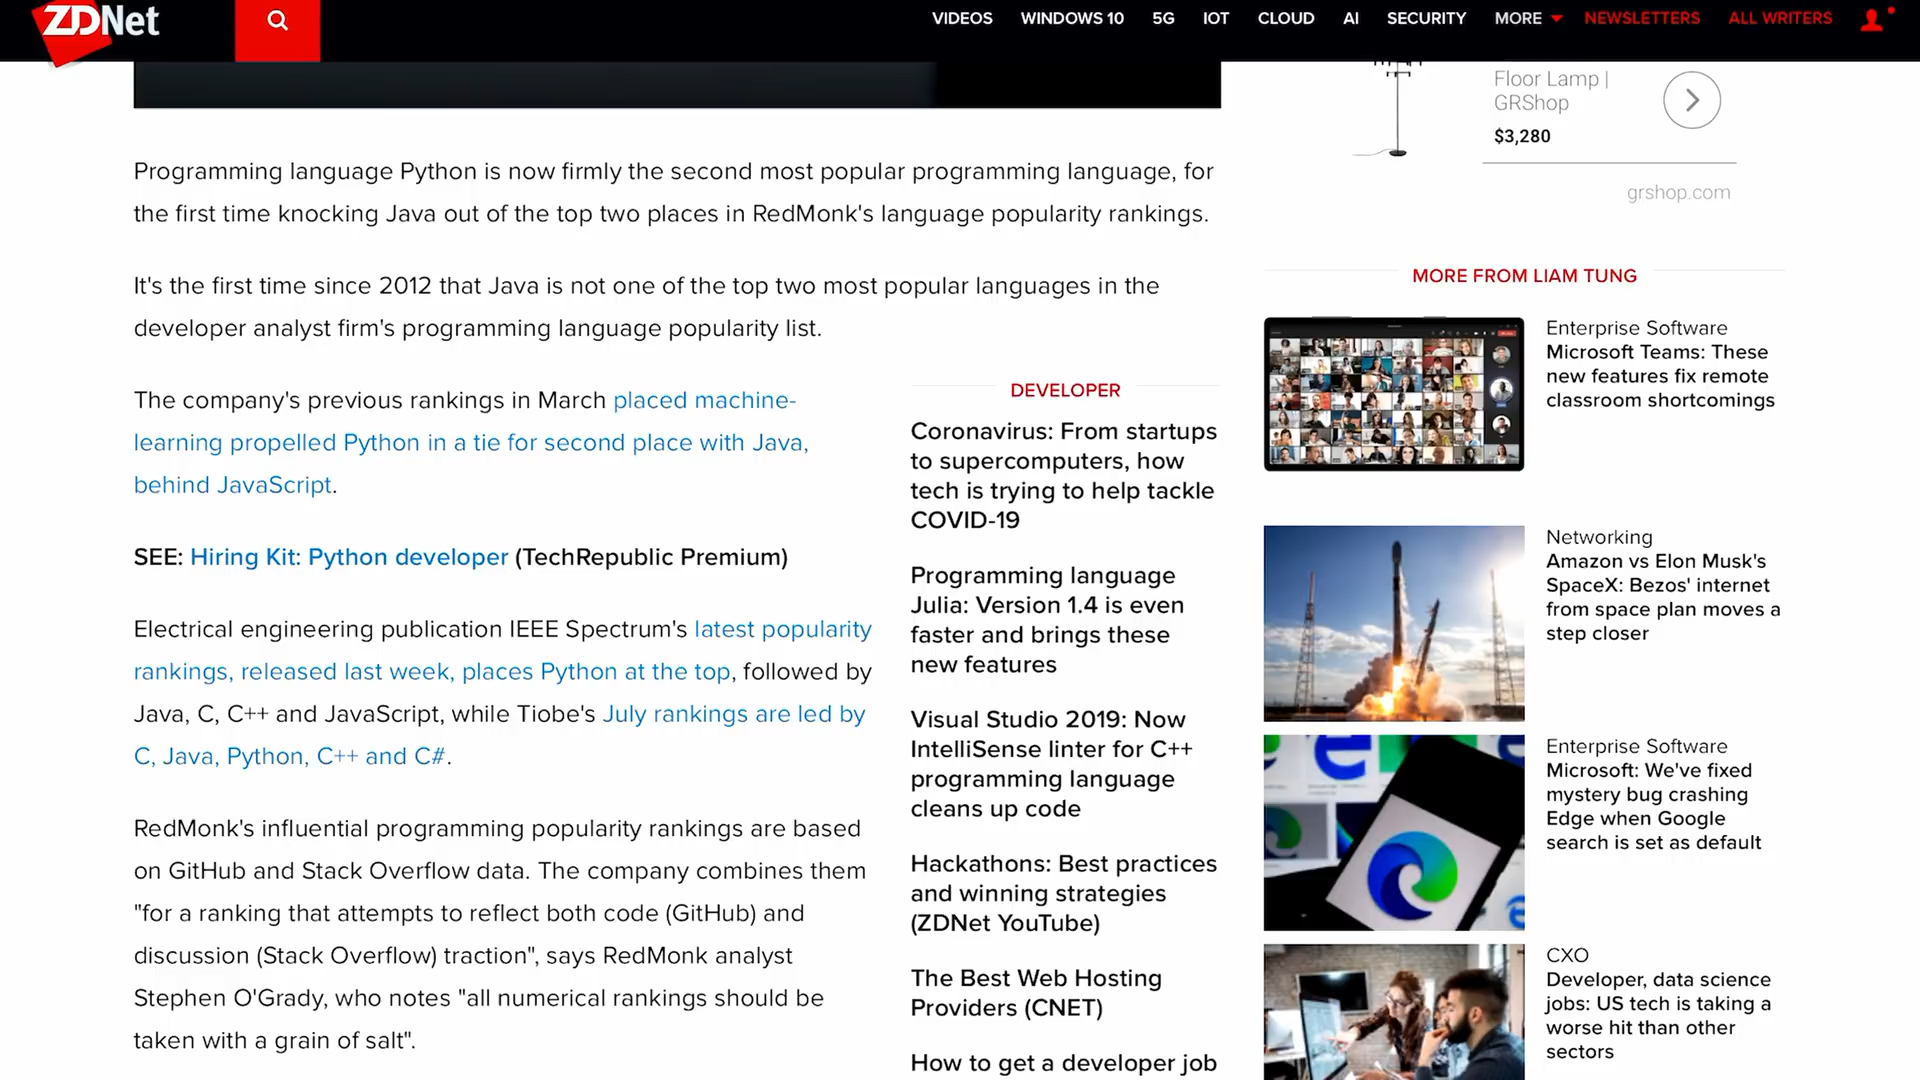 ZDNet
VIDEOS WINDOWS 10 5G IOT CLOUD AI SECURITY MORE NEWSLETTERS ALL WRITERS
Programming language Python is now firmly the second most popular programming language, for
the first time knocking Java out of the top two places in RedMonk's language popularity rankings.
It's the first time since 2012 that Java is not one of the top two most popular languages in the
developer analyst firm's programming language popularity list.
The company's previous rankings in March placed machine-
learning propelled Python in a tie for second place with Java,
behind JavaScript.
SEE: Hiring Kit: Python developer (TechRepublic Premium)
Electrical engineering publication IEEE Spectrum's latest popularity
rankings, released last week, places Python at the top, followed by
Java, C, C++ and JavaScript, while Tiobe's July rankings are led by
C, Java, Python, C++ and C#.
RedMonk's influential programming popularity rankings are based
on GitHub and Stack Overflow data. The company combines them
"for a ranking that attempts to reflect both code (GitHub) and
discussion (Stack Overflow) traction", says RedMonk analyst
Stephen O'Grady, who notes "all numerical rankings should be
taken with a grain of salt".
DEVELOPER
Coronavirus: From startups
to supercomputers, how
tech is trying to help tackle
COVID-19
Programming language
Julia: Version 1.4 is even
faster and brings these
new features
Visual Studio 2019: Now
IntelliSense linter for C++
programming language
cleans up code
Hackathons: Best practices
and winning strategies
(ZDNet YouTube)
The Best Web Hosting
Providers (CNET)
How to get a developer job
Floor Lamp |
GRShop
$3,280
grshop.com
MORE FROM LIAM TUNG
Enterprise Software
Microsoft Teams: These
new features fix remote
classroom shortcomings
Networking
Amazon vs Elon Musk's
SpaceX: Bezos' internet
from space plan moves a
step closer
Enterprise Software
Microsoft: We've fixed
mystery bug crashing
Edge when Google
search is set as default
CXO
Developer, data science
jobs: US tech is taking a
worse hit than other
sectors